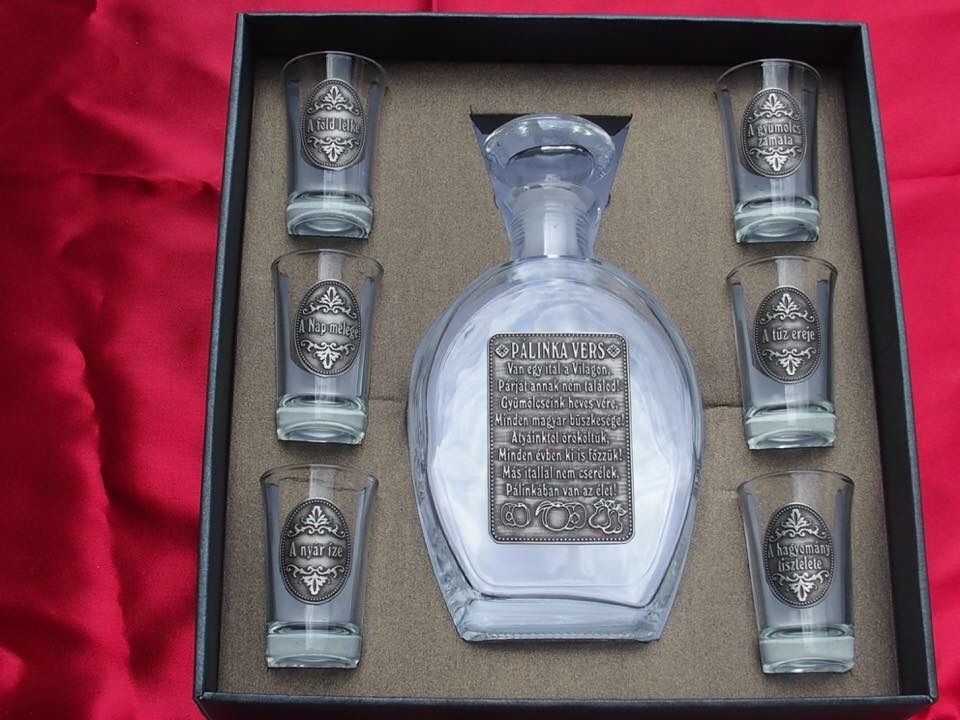 A föld lelke
A gyümölcs
zamata
A Nap melege
A tűz ereje
A nyár íze
A hagyomány
tisztelete
PÁLINKA VERS
Van egy ital a Világon,
Párját annak nem találod!
Gyümölcseink heves vére,
Minden magyar büszkesége!
Atyáinktól örököltük,
Minden évben ki is főzzük!
Más itallal nem cserélek,
Pálinkában van az élet!